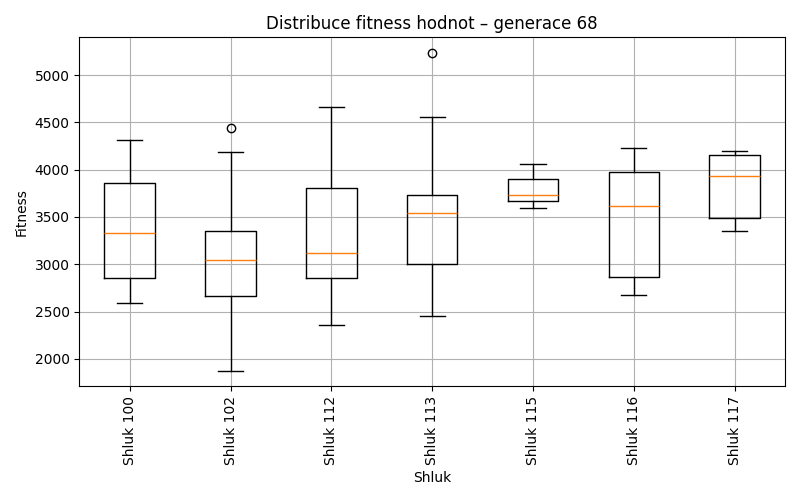 Distribuce fitness hodnot – generace 68
5000
4500
4000
3500
3000
2500
2000
Fitness
Shluk 100
Shluk 102
Shluk 112
Shluk 113
Shluk 115
Shluk 116
Shluk 117
Shluk